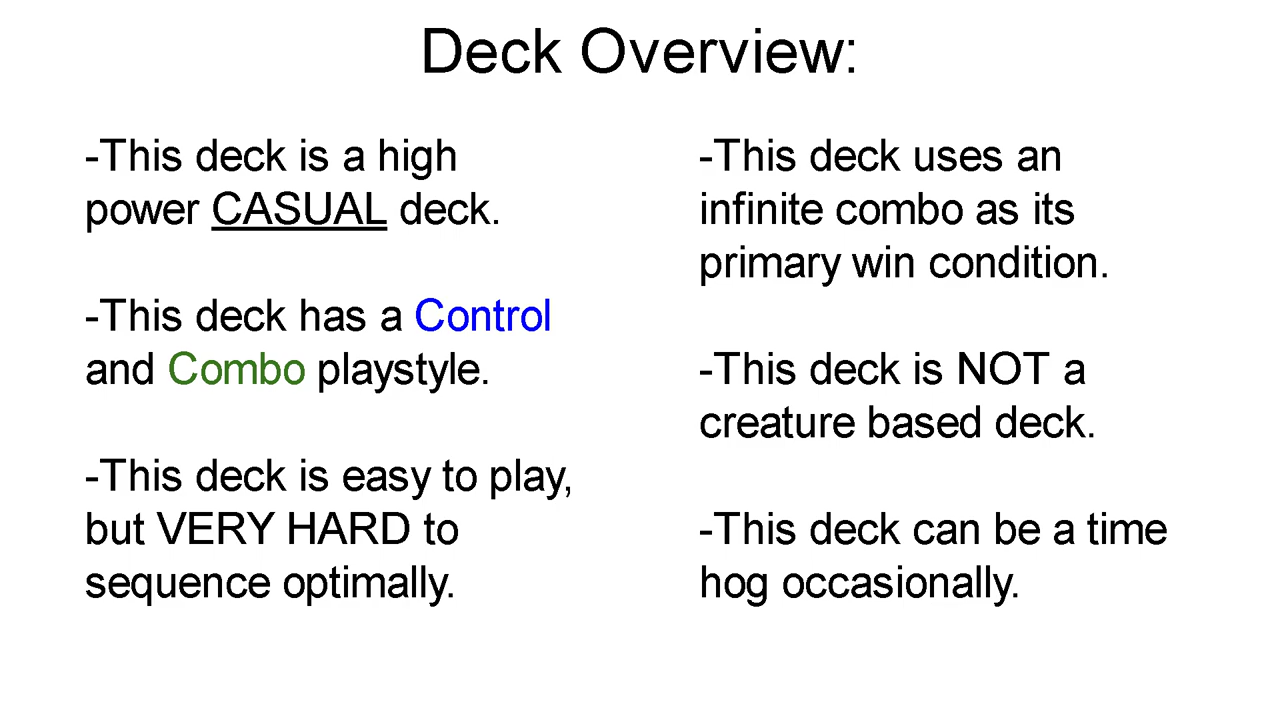 Deck Overview:
-This deck is a high
power CASUAL deck.
-This deck has a Control
and Combo playstyle.
-This deck is easy to play,
but VERY HARD to
sequence optimally.
-This deck uses an
infinite combo as its
primary win condition.
-This deck is NOT a
creature based deck.
-This deck can be a time
hog occasionally.